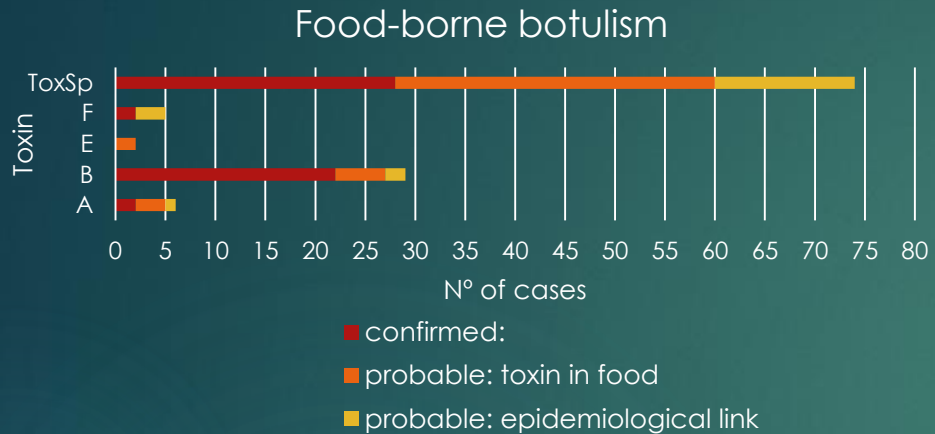 Food-borne botulism
Toxin
ToxSp
F
E
B
A
0 5 10 15 20 25 30 35 40 45 50 55 60 65 70 75 80
Nº of cases
confirmed:
probable: toxin in food
probable: epidemiological link